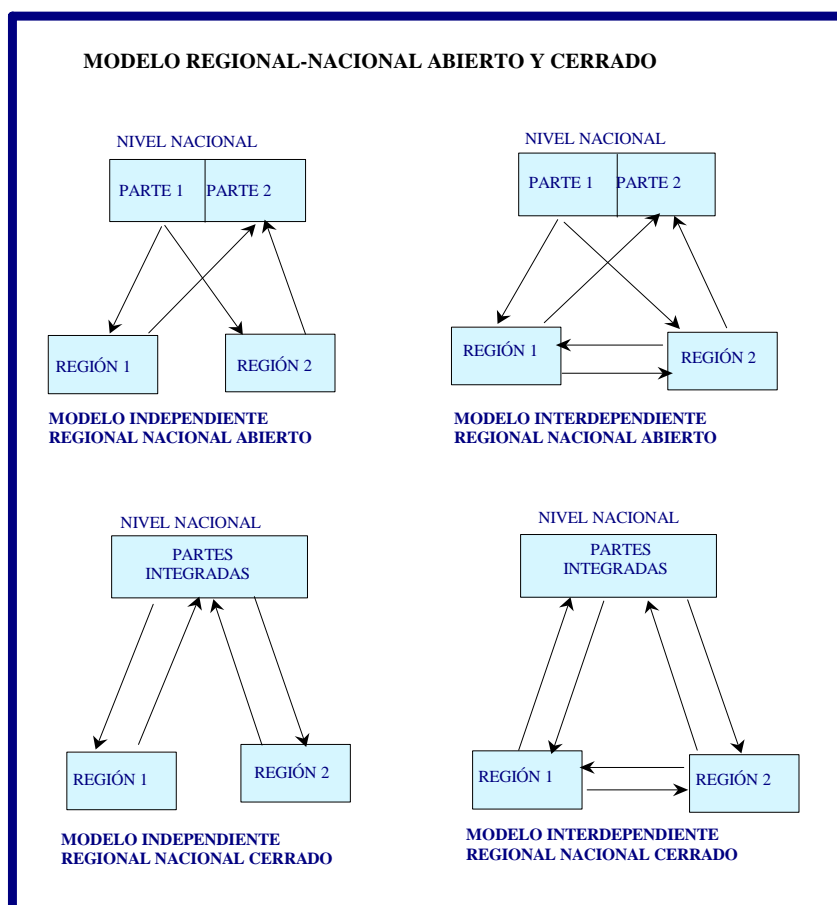 MODELO REGIONAL-NACIONAL ABIERTO Y CERRADO
NIVEL NACIONAL
PARTE 1 PARTE 2
REGIÓN 1
REGIÓN 2
MODELO INDEPENDIENTE
REGIONAL NACIONAL ABIERTO
NIVEL NACIONAL
PARTE 1 PARTE 2
REGIÓN 1
REGIÓN 2
MODELO INTERDEPENDIENTE
REGIONAL NACIONAL ABIERTO
NIVEL NACIONAL
PARTES
INTEGRADAS
REGIÓN 1
REGIÓN 2
MODELO INDEPENDIENTE
REGIONAL NACIONAL CERRADO
NIVEL NACIONAL
PARTES
INTEGRADAS
REGIÓN 1
REGIÓN 2
MODELO INTERDEPENDIENTE
REGIONAL NACIONAL CERRADO